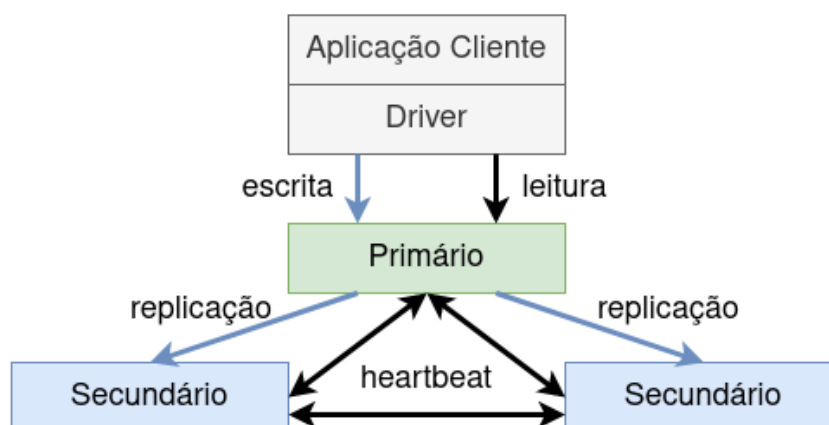 Aplicação Cliente
Driver
escrita
leitura
Primário
replicação
replicação
heartbeat
Secundário
Secundário